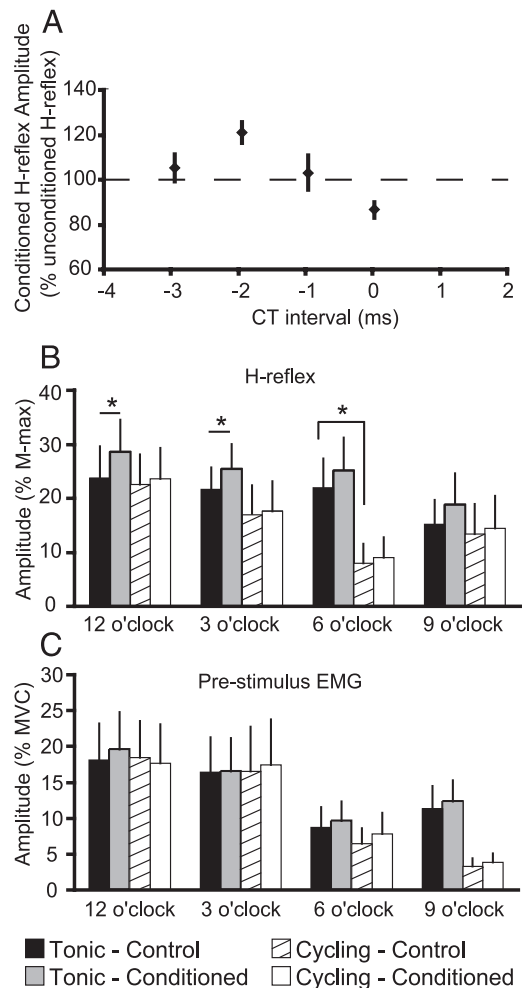 A
Conditioned H-reflex Amplitude
(% unconditioned H-reflex)
140
120
100
80
60
-4 -3 -2 -1 0 1 2
CT interval (ms)
B
H-reflex
Amplitude (% M-max)
40
30
20
10
0
* * *
12 o'clock 3 o'clock 6 o'clock 9 o'clock
C
Pre-stimulus EMG
Amplitude (% MVC)
30
25
20
15
10
5
0
12 o'clock 3 o'clock 6 o'clock 9 o'clock
Tonic - Control Cycling - Control
Tonic - Conditioned Cycling - Conditioned